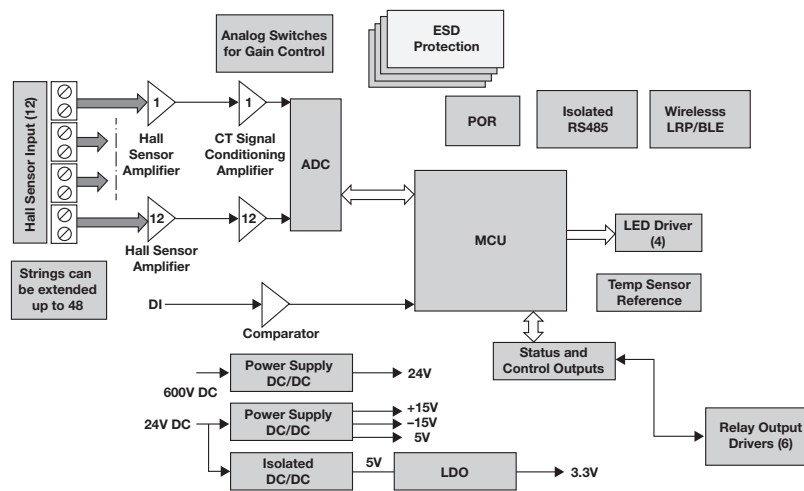 Analog Switches
for Gain Control
ESD
Protection
POR
Isolated
RS485
Wirelesss
LRP/BLE
Hall Sensor Input (12)
1
Hall
Sensor
Amplifier
1
CT Signal
Conditioning
Amplifier
ADC
12
Hall Sensor
Amplifier
12
MCU
LED Driver
(4)
Temp Sensor
Reference
Strings can
be extended
up to 48
DI
Comparator
Status and
Control Outputs
600V DC
Power Supply
DC/DC
24V
24V DC
Power Supply
DC/DC
+15V
–15V
5V
Isolated
DC/DC
5V
LDO
3.3V
Relay Output
Drivers (6)